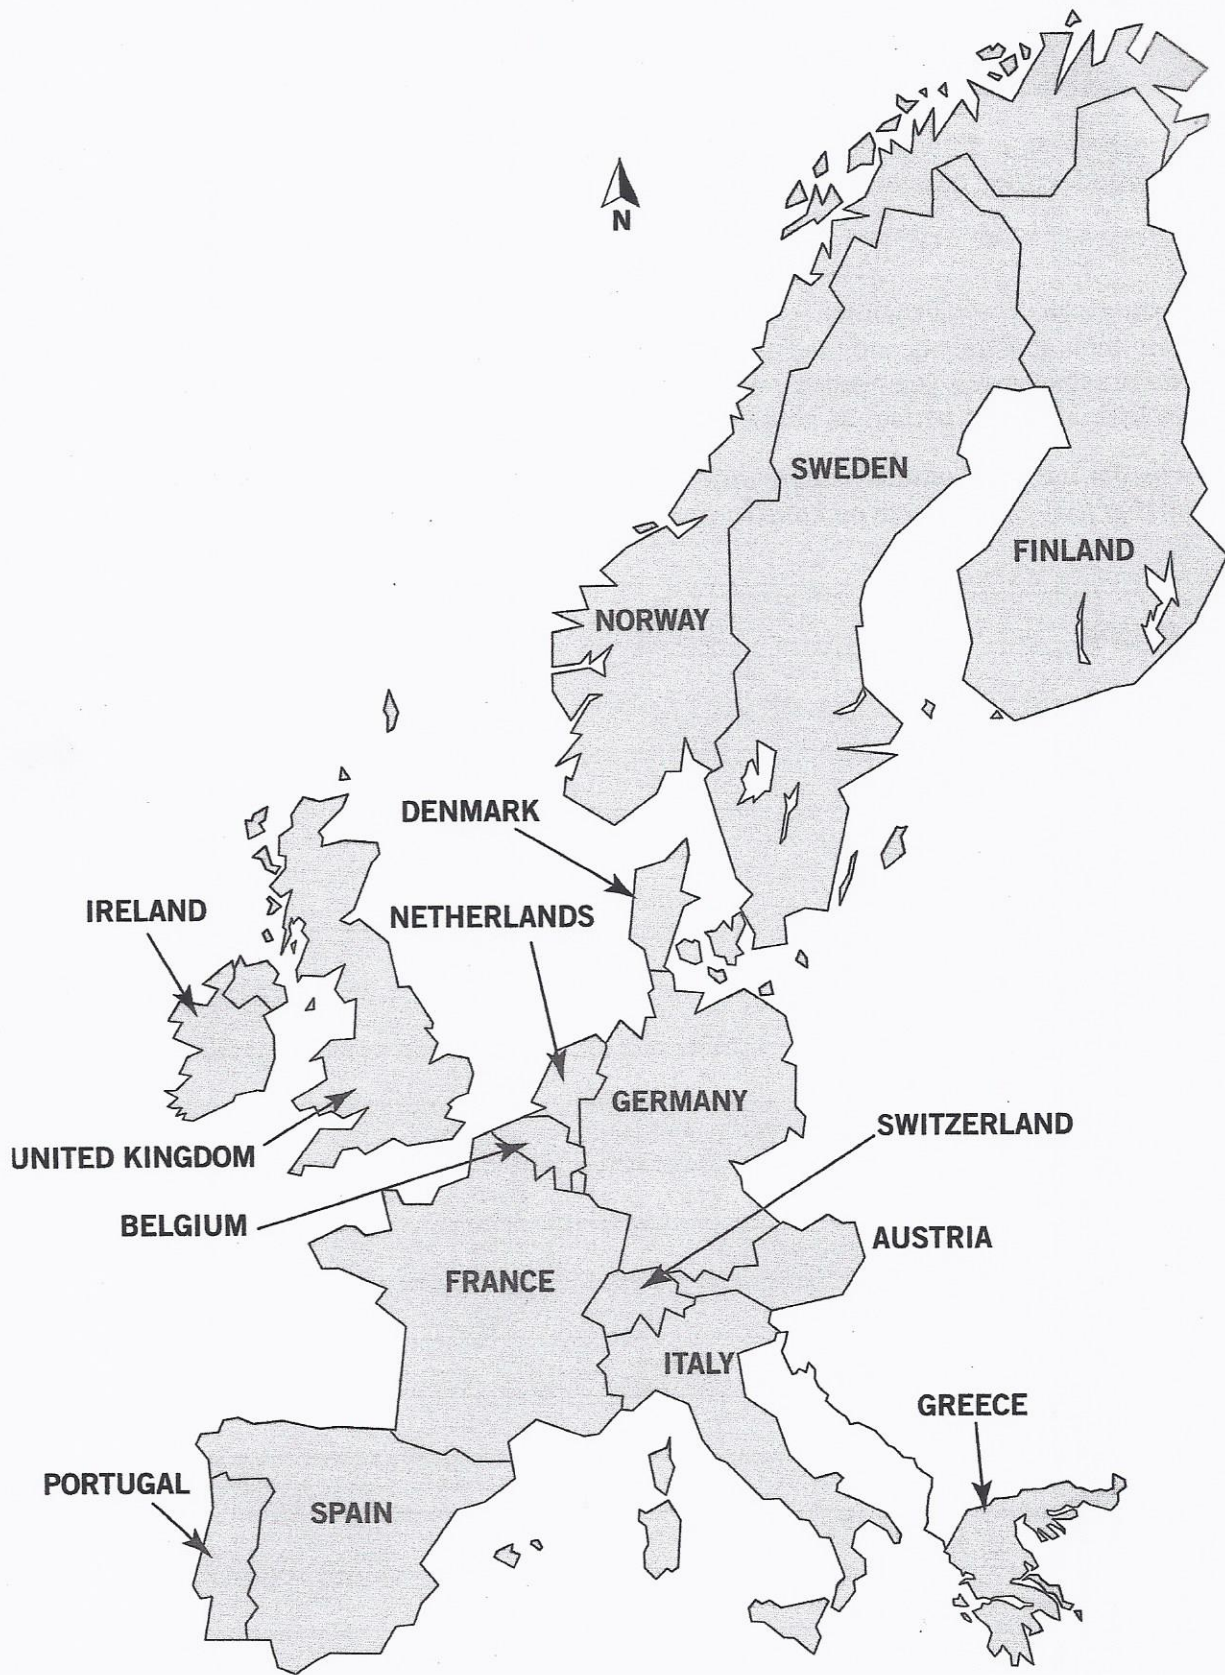 N
SWEDEN
FINLAND
NORWAY
DENMARK
IRELAND
NETHERLANDS
GERMANY
SWITZERLAND
UNITED KINGDOM
BELGIUM
AUSTRIA
FRANCE
ITALY
GREECE
PORTUGAL
SPAIN